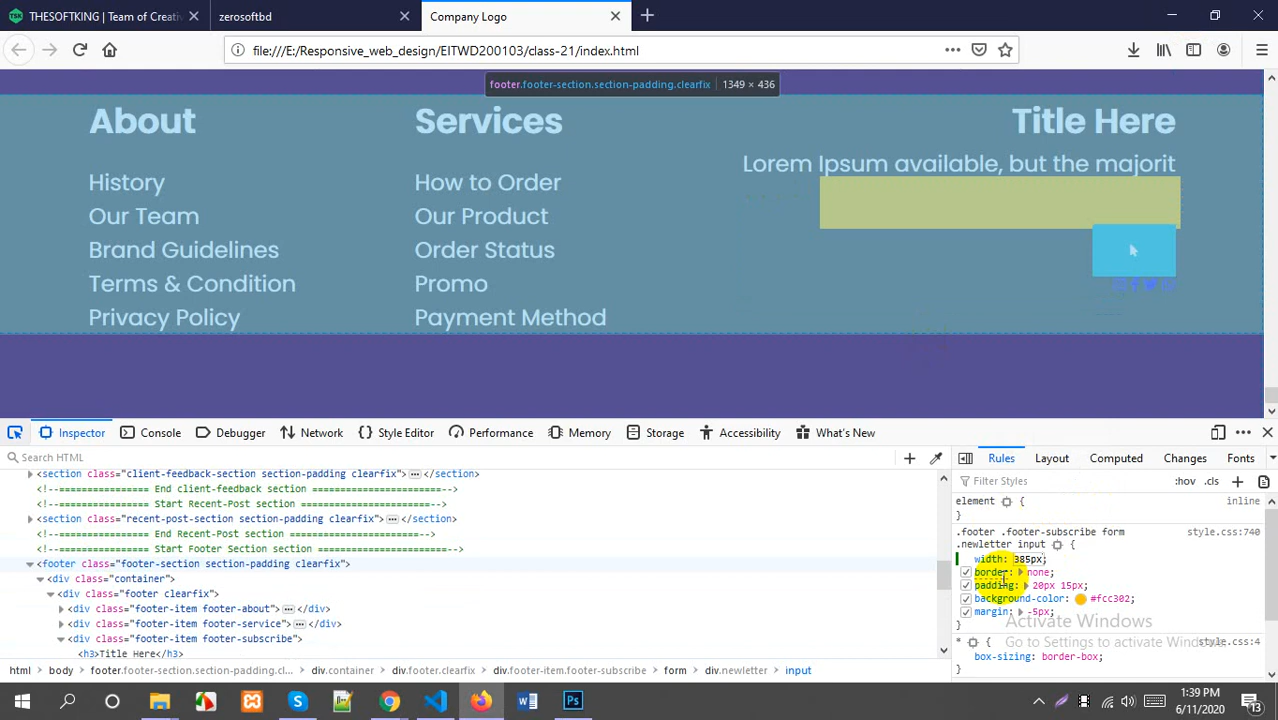 THESOFTKING | Team of Creativ
zerosoftbd
Company Logo
file:///E:/Responsive_web_design/EITWD200103/class-21/index.html
footer.footer-section.section-padding.clearfix | 1349 × 436
About
Services
Title Here
Lorem Ipsum available, but the majorit
History
Our Team
Brand Guidelines
Terms & Condition
Privacy Policy
How to Order
Our Product
Order Status
Promo
Payment Method
Inspector
Console
Debugger
Network
Style Editor
Performance
Memory
Storage
Accessibility
What's New
Search HTML
<section class="client-feedback-section section-padding clearfix"></section>
<!--=============== End client-feedback section ======================-->
<!--=============== Start Recent-Post section ======================-->
<section class="recent-post-section section-padding clearfix"></section>
<!--=============== End Recent-Post section ======================-->
<!--=============== Start Footer Section section ======================-->
<footer class="footer-section section-padding clearfix">
<div class="container">
<div class="footer clearfix">
<div class="footer-item footer-about"></div>
<div class="footer-item footer-service"></div>
<div class="footer-item footer-subscribe">
<h3>Title Here</h3>
html
body
footer.footer-section.section-padding.cl...
div.container
div.footer.clearfix
div.footer-item.footer-subscribe
form
div.newletter
input
Rules
Layout
Computed
Changes
Fonts
Filter Styles
:hov
.cls
element {
inline
}
.footer .footer-subscribe form
style.css:740
.newletter input {
width: 385px;
border: none;
padding: 20px 15px;
background-color: #fcc302;
margin: -5px;
}
Activate Windows
Go to Settings to activate Windows.
* {
style.css:4
box-sizing: border-box;
}
1:39 PM
6/11/2020
13